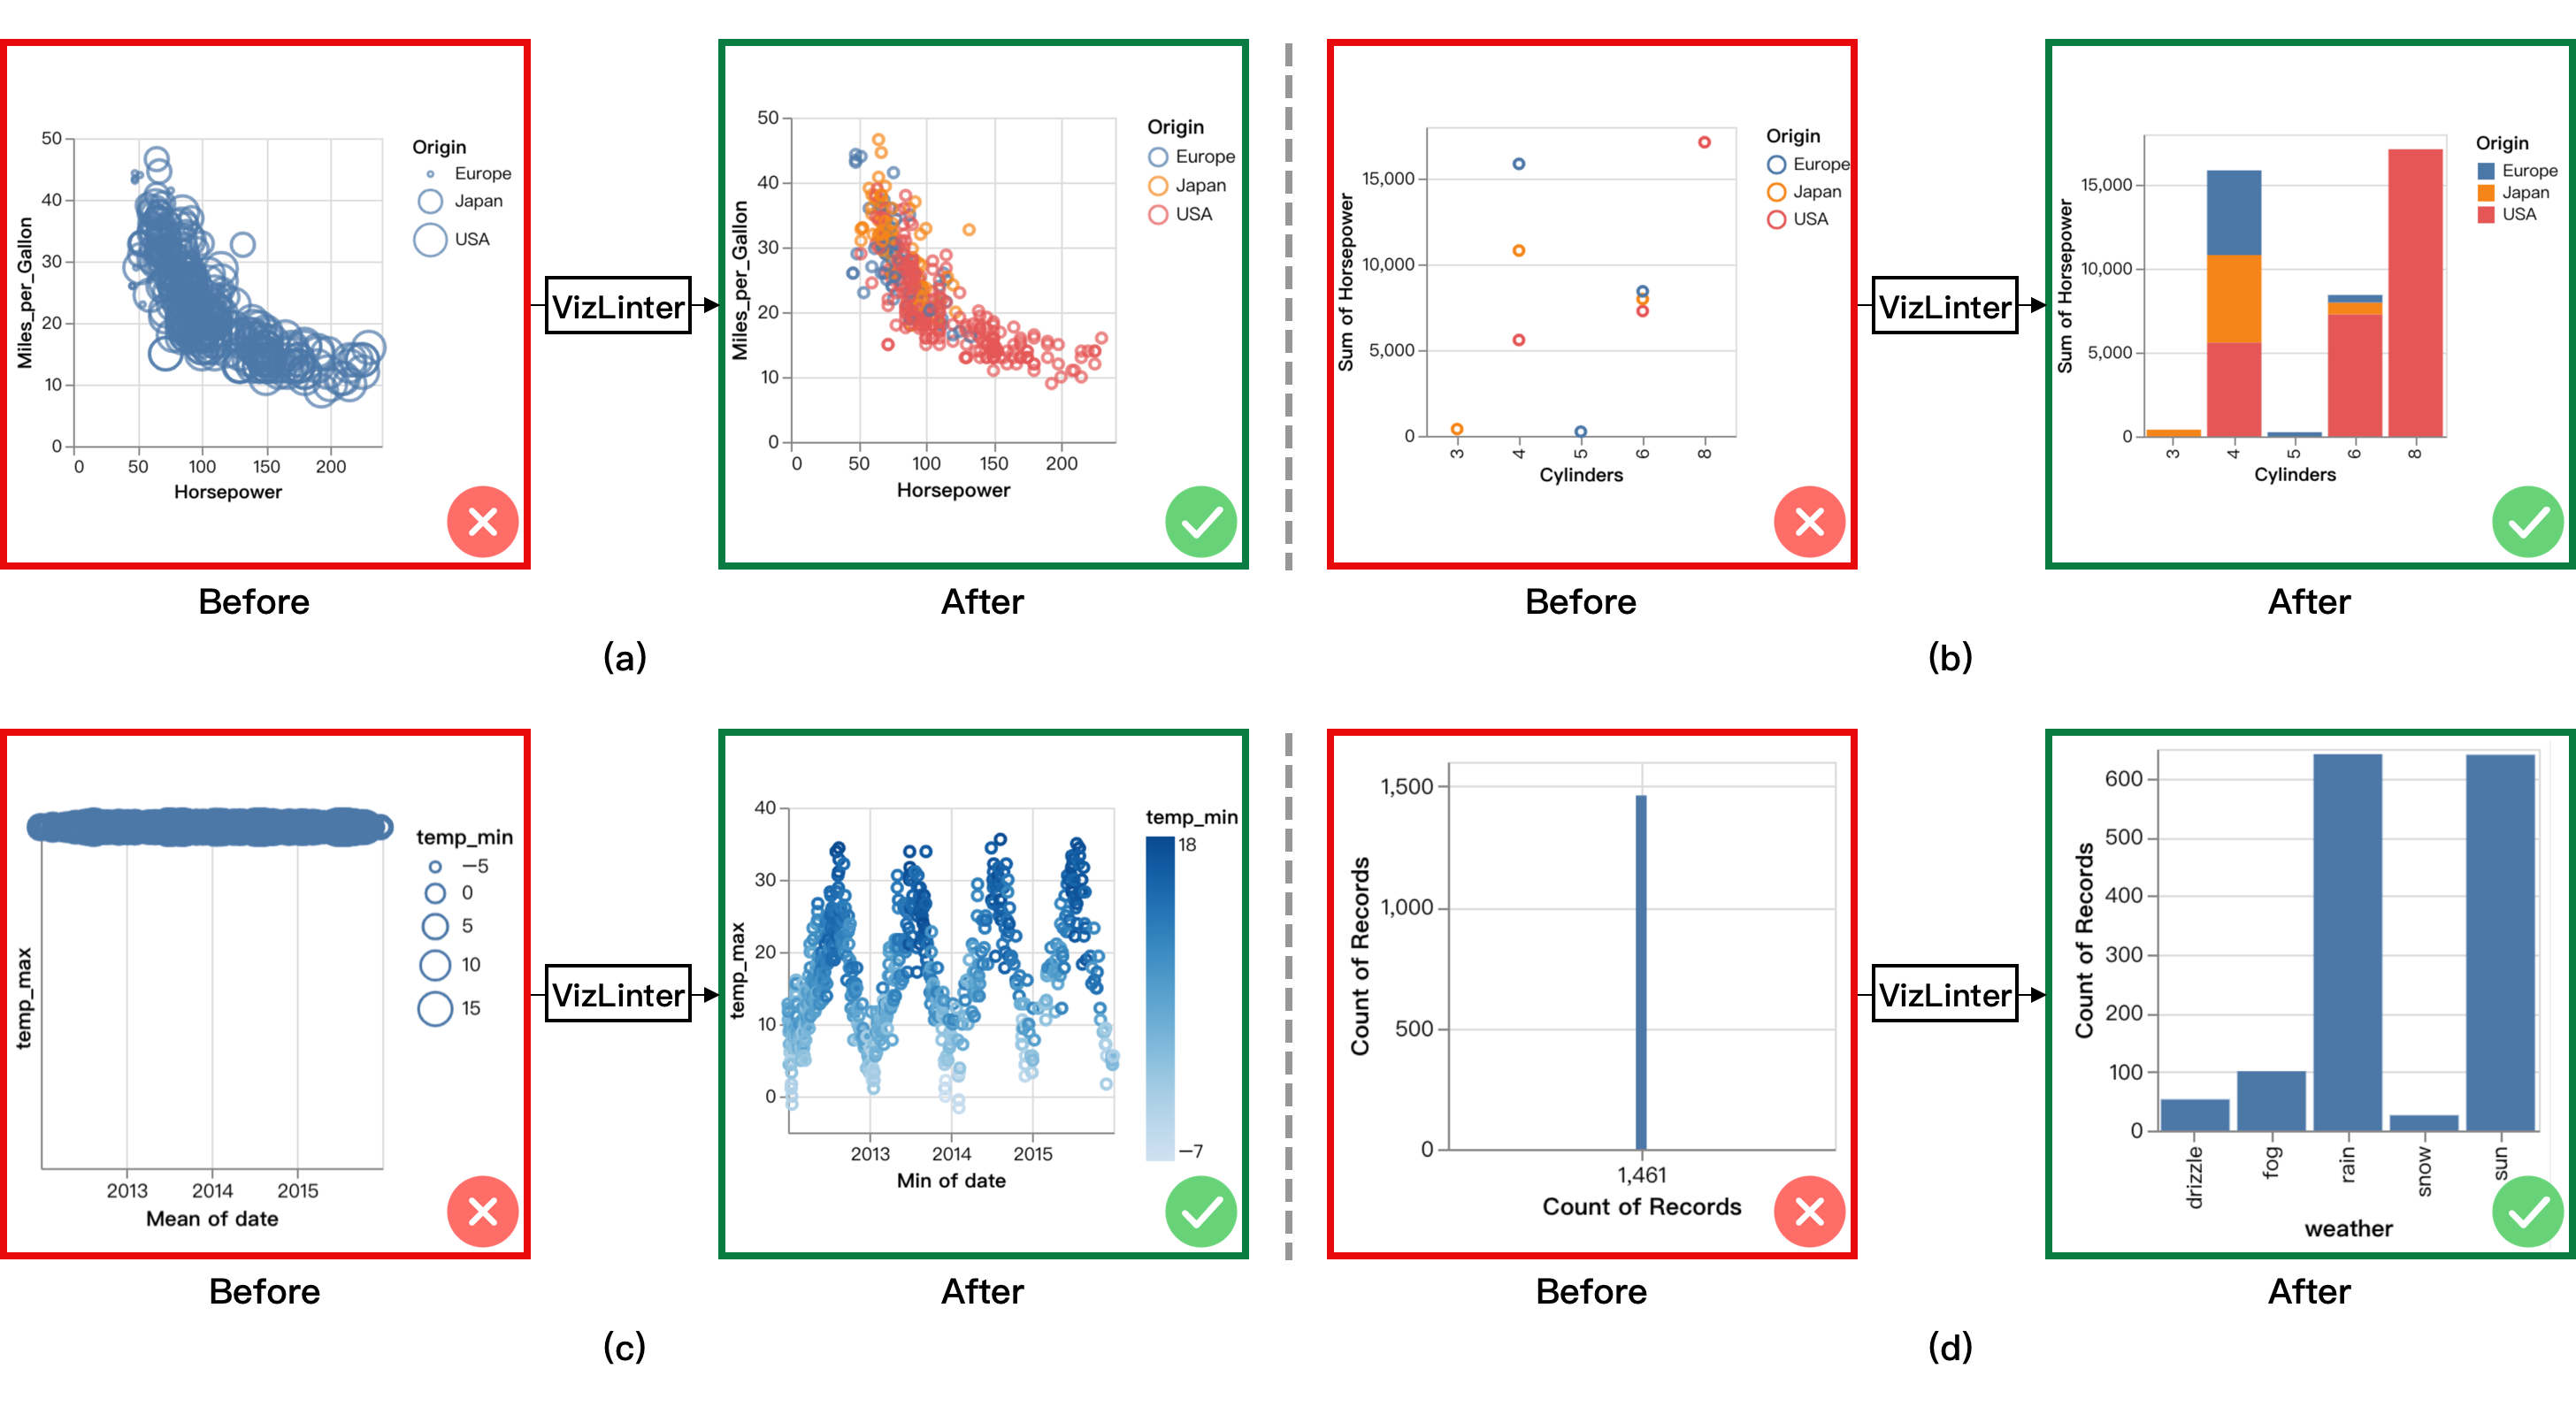 50
40
30
20
10
0
0 50 100 150 200
Miles_per_Gallon
Horsepower
Origin
Europe
Japan
USA
VizLinter
50
40
30
20
10
0
0 50 100 150 200
Miles_per_Gallon
Horsepower
Origin
Europe
Japan
USA
Before
After
(a)
15,000
10,000
5,000
0
3 4 5 6 8
Sum of Horsepower
Cylinders
Origin
Europe
Japan
USA
VizLinter
15,000
10,000
5,000
0
3 4 5 6 8
Sum of Horsepower
Cylinders
Origin
Europe
Japan
USA
Before
After
(b)
temp_max
2013 2014 2015
Mean of date
temp_min
−5
0
5
10
15
VizLinter
40
30
20
10
0
temp_max
2013 2014 2015
Min of date
temp_min
18
−7
Before
After
(c)
1,500
1,000
500
0
Count of Records
1,461
Count of Records
VizLinter
600
500
400
300
200
100
0
Count of Records
drizzle fog rain snow sun
weather
Before
After
(d)